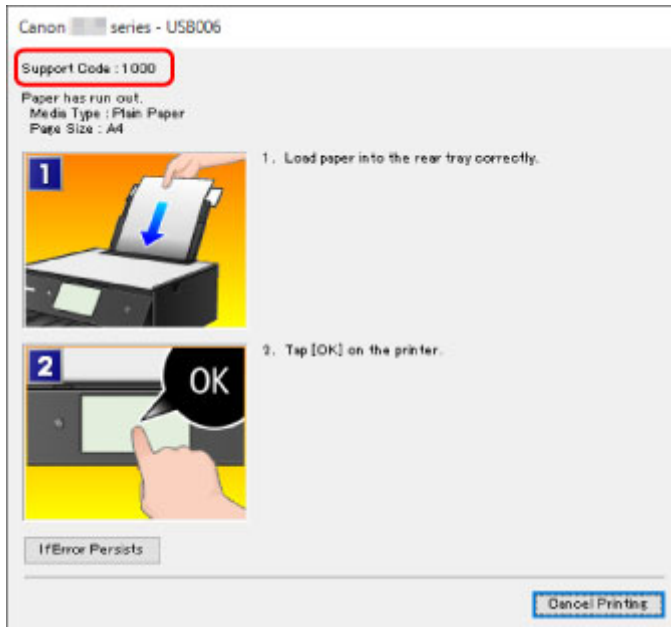 Canon series - USB006
Support Code : 1000
Paper has run out.
Media Type : Plain Paper
Page Size : A4
1
1. Load paper into the rear tray correctly.
2
OK
2. Tap [OK] on the printer.
If Error Persists
Cancel Printing